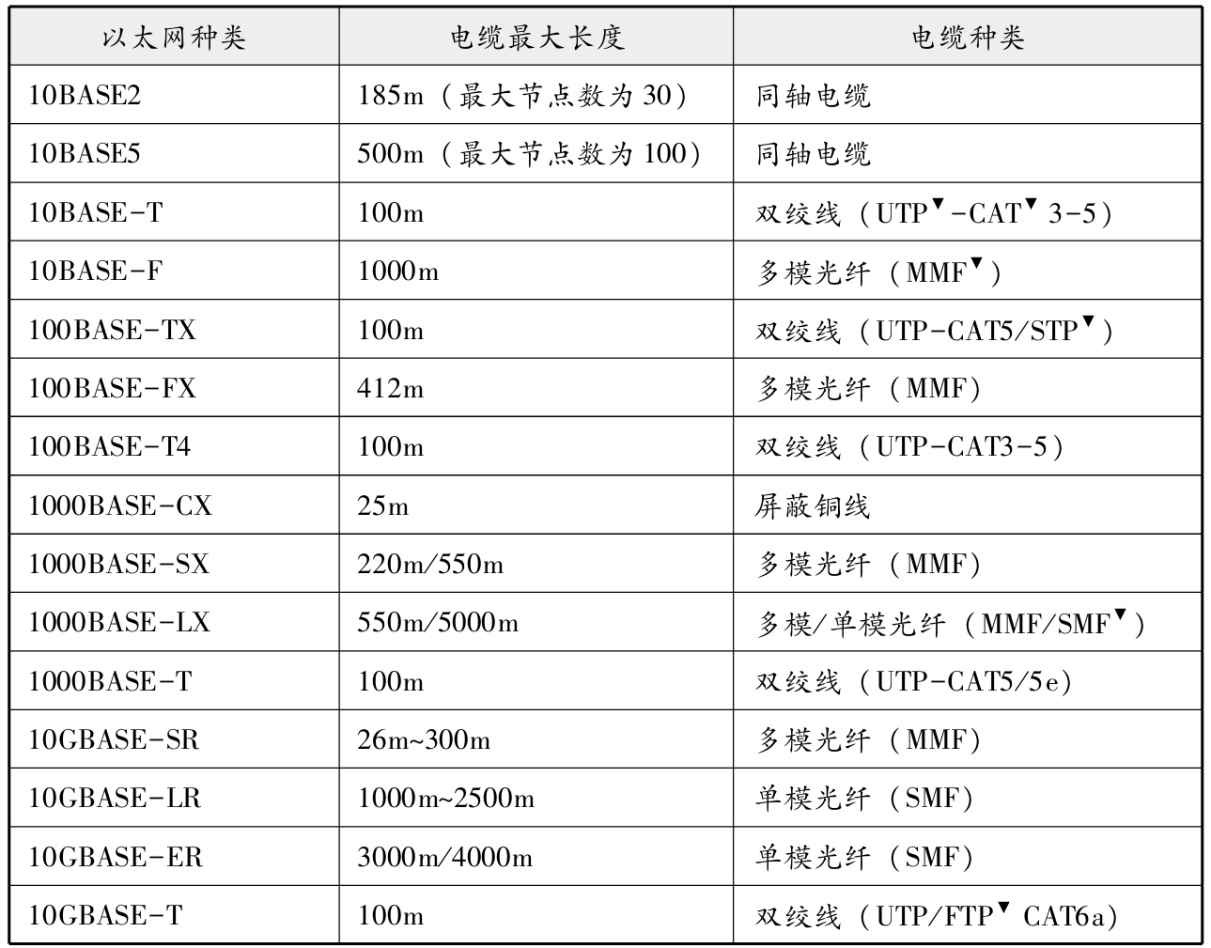 以太网种类 电缆最大长度 电缆种类
10BASE2 185m（最大节点数为 30） 同轴电缆
10BASE5 500m（最大节点数为 100） 同轴电缆
10BASE-T 100m 双绞线（UTP▼-CAT▼ 3-5）
10BASE-F 1000m 多模光纤（MMF▼）
100BASE-TX 100m 双绞线（UTP-CAT5/STP▼）
100BASE-FX 412m 多模光纤（MMF）
100BASE-T4 100m 双绞线（UTP-CAT3-5）
1000BASE-CX 25m 屏蔽铜线
1000BASE-SX 220m/550m 多模光纤（MMF）
1000BASE-LX 550m/5000m 多模/单模光纤（MMF/SMF▼）
1000BASE-T 100m 双绞线（UTP-CAT5/5e）
10GBASE-SR 26m~300m 多模光纤（MMF）
10GBASE-LR 1000m~2500m 单模光纤（SMF）
10GBASE-ER 3000m/4000m 单模光纤（SMF）
10GBASE-T 100m 双绞线（UTP/FTP▼ CAT6a）